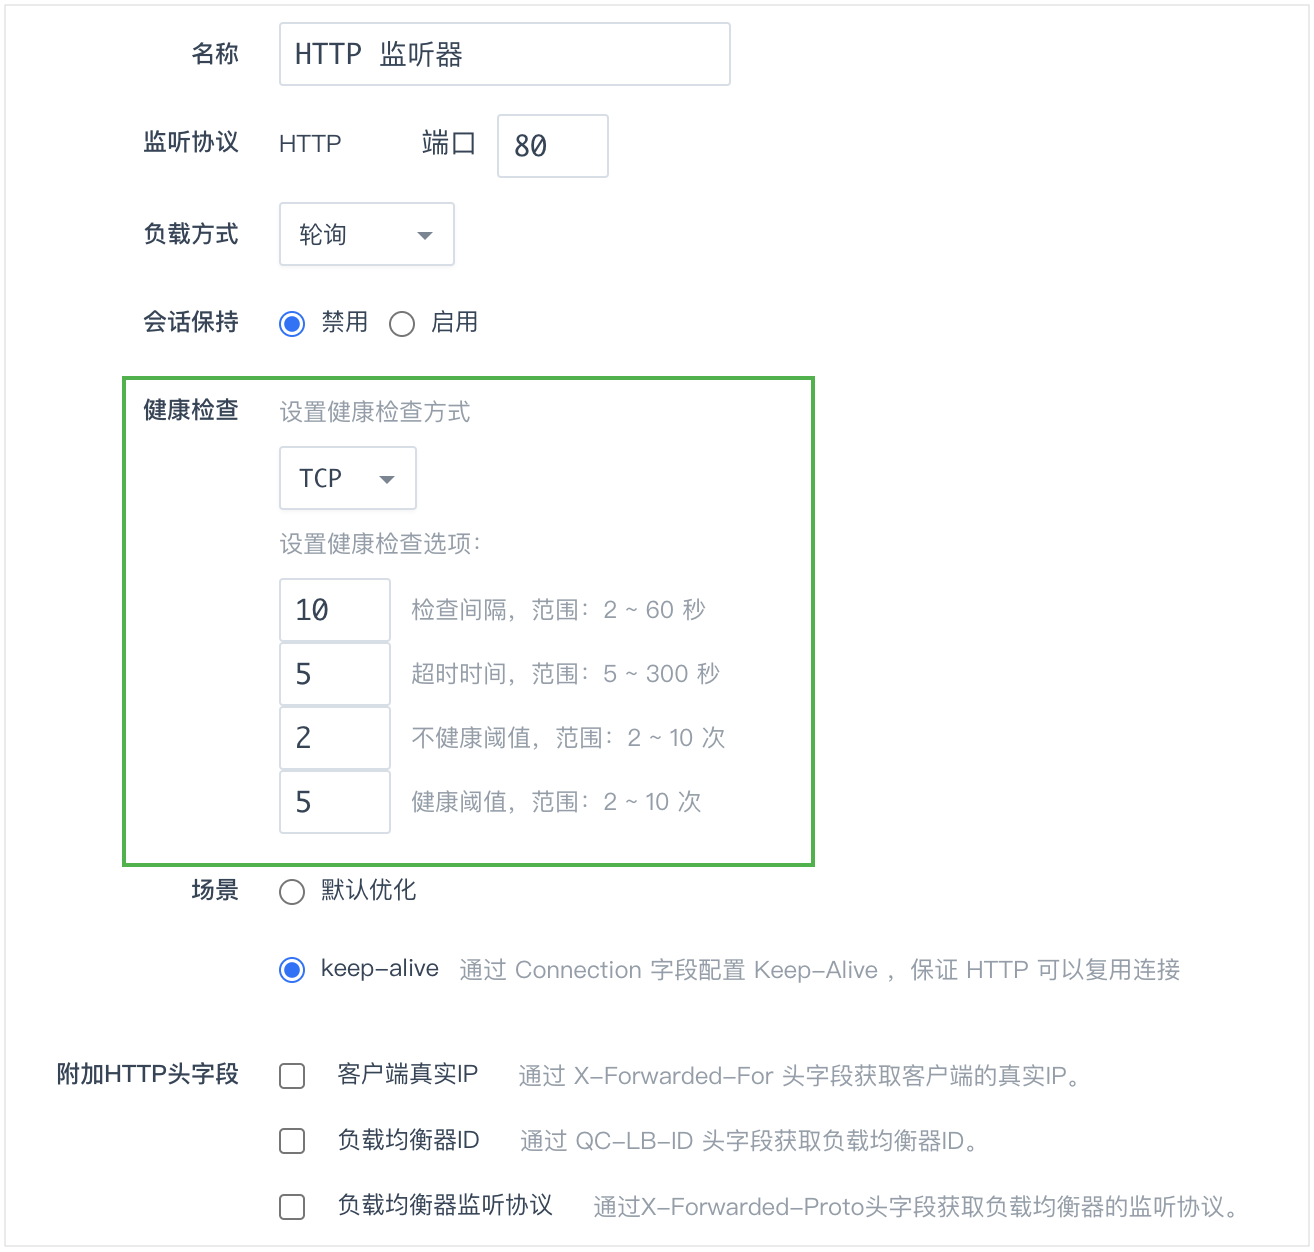 名称 HTTP 监听器
监听协议 HTTP 端口 80
负载方式 轮询
会话保持 禁用 启用
健康检查 设置健康检查方式
TCP
设置健康检查选项：
10 检查间隔，范围：2 ~ 60 秒
5 超时时间，范围：5 ~ 300 秒
2 不健康阈值，范围：2 ~ 10 次
5 健康阈值，范围：2 ~ 10 次
场景 默认优化
keep-alive 通过 Connection 字段配置 Keep-Alive ，保证 HTTP 可以复用连接
附加HTTP头字段 客户端真实IP 通过 X-Forwarded-For 头字段获取客户端的真实IP。
负载均衡器ID 通过 QC-LB-ID 头字段获取负载均衡器ID。
负载均衡器监听协议 通过X-Forwarded-Proto头字段获取负载均衡器的监听协议。